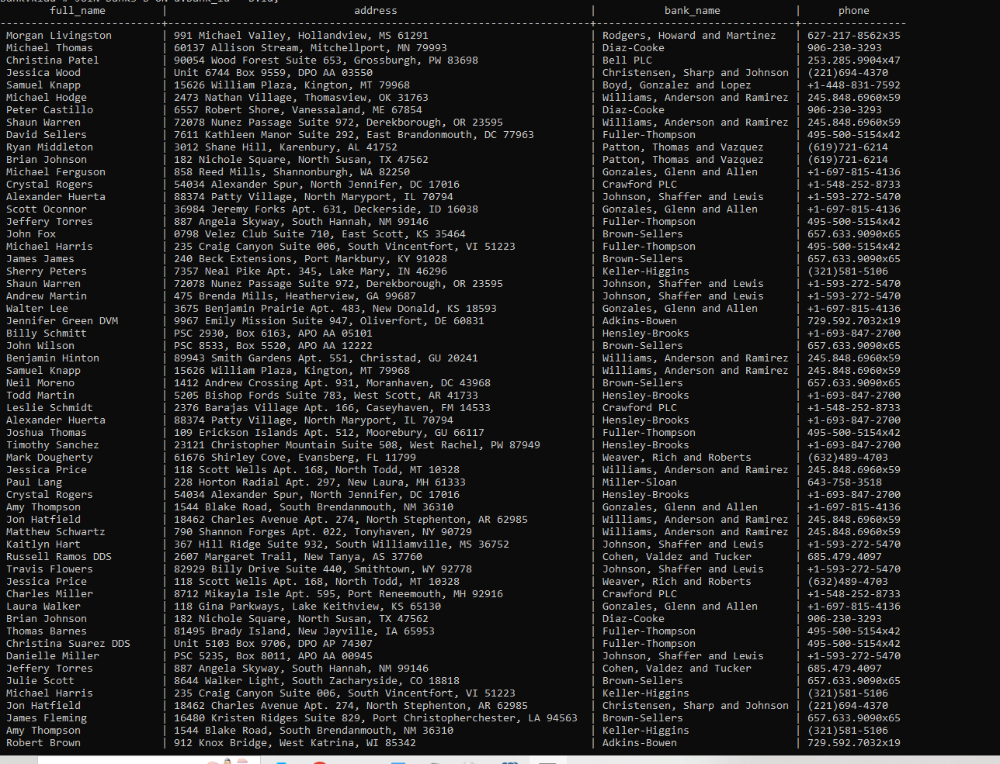 full_name | address | bank_name | phone
Morgan Livingston | 991 Michael Valley, Hollandview, MS 61291 | Rodgers, Howard and Martinez | 627-217-8562x35
Michael Thomas | 60137 Allison Stream, Mitchellport, MN 79993 | Diaz-Cooke | 906-230-3293
Christina Patel | 90054 Wood Forest Suite 653, Grossburgh, PW 83698 | Bell PLC | 253.285.9904x47
Jessica Wood | Unit 6744 Box 9559, DPO AA 03550 | Christensen, Sharp and Johnson | (221)694-4370
Samuel Knapp | 15626 William Plaza, Kington, MT 79968 | Boyd, Gonzalez and Lopez | +1-448-831-7592
Michael Hodge | 2473 Nathan Village, Thomasview, OK 31763 | Williams, Anderson and Ramirez | 245.848.6960x59
Peter Castillo | 6557 Robert Shore, Vanessaland, ME 67854 | Diaz-Cooke | 906-230-3293
Shaun Warren | 72078 Nunez Passage Suite 972, Derekborough, OR 23595 | Williams, Anderson and Ramirez | 245.848.6960x59
David Sellers | 7611 Kathleen Manor Suite 292, East Brandonmouth, DC 77963 | Fuller-Thompson | 495-500-5154x42
Ryan Middleton | 3012 Shane Hill, Karenbury, AL 41752 | Patton, Thomas and Vazquez | (619)721-6214
Brian Johnson | 182 Nichole Square, North Susan, TX 47562 | Patton, Thomas and Vazquez | (619)721-6214
Michael Ferguson | 858 Reed Mills, Shannonburgh, WA 82250 | Gonzales, Glenn and Allen | +1-697-815-4136
Crystal Rogers | 54034 Alexander Spur, North Jennifer, DC 17016 | Crawford PLC | +1-548-252-8733
Alexander Huerta | 88374 Patty Village, North Maryport, IL 70794 | Johnson, Shaffer and Lewis | +1-593-272-5470
Scott Oconnor | 36984 Jeremy Forks Apt. 631, Deckerside, ID 16038 | Gonzales, Glenn and Allen | +1-697-815-4136
Jeffery Torres | 887 Angela Skyway, South Hannah, NM 99146 | Fuller-Thompson | 495-500-5154x42
John Fox | 0798 Velez Club Suite 710, East Scott, KS 35464 | Brown-Sellers | 657.633.9090x65
Michael Harris | 235 Craig Canyon Suite 006, South Vincentfort, VI 51223 | Fuller-Thompson | 495-500-5154x42
James James | 240 Beck Extensions, Port Markbury, KY 91028 | Brown-Sellers | 657.633.9090x65
Sherry Peters | 7357 Neal Pike Apt. 345, Lake Mary, IN 46296 | Keller-Higgins | (321)581-5106
Shaun Warren | 72078 Nunez Passage Suite 972, Derekborough, OR 23595 | Johnson, Shaffer and Lewis | +1-593-272-5470
Andrew Martin | 475 Brenda Mills, Heatherview, GA 99687 | Johnson, Shaffer and Lewis | +1-593-272-5470
Walter Lee | 3675 Benjamin Prairie Apt. 483, New Donald, KS 18593 | Gonzales, Glenn and Allen | +1-697-815-4136
Jennifer Green DVM | 9967 Emily Mission Suite 947, Oliverfort, DE 60831 | Adkins-Bowen | 729.592.7032x19
Billy Schmitt | PSC 2930, Box 6163, APO AA 05101 | Hensley-Brooks | +1-693-847-2700
John Wilson | PSC 8533, Box 5520, APO AA 12222 | Brown-Sellers | 657.633.9090x65
Benjamin Hinton | 89943 Smith Gardens Apt. 551, Chrisstad, GU 20241 | Williams, Anderson and Ramirez | 245.848.6960x59
Samuel Knapp | 15626 William Plaza, Kington, MT 79968 | Williams, Anderson and Ramirez | 245.848.6960x59
Neil Moreno | 1412 Andrew Crossing Apt. 931, Moranhaven, DC 43968 | Brown-Sellers | 657.633.9090x65
Todd Martin | 5205 Bishop Fords Suite 783, West Scott, AR 41733 | Hensley-Brooks | +1-693-847-2700
Leslie Schmidt | 2376 Barajas Village Apt. 166, Caseyhaven, FM 14533 | Crawford PLC | +1-548-252-8733
Alexander Huerta | 88374 Patty Village, North Maryport, IL 70794 | Hensley-Brooks | +1-693-847-2700
Joshua Thomas | 109 Erickson Islands Apt. 512, Moorebury, GU 66117 | Fuller-Thompson | 495-500-5154x42
Timothy Sanchez | 23121 Christopher Mountain Suite 508, West Rachel, PW 87949 | Hensley-Brooks | +1-693-847-2700
Mark Dougherty | 61676 Shirley Cove, Evansberg, FL 11799 | Weaver, Rich and Roberts | (632)489-4703
Jessica Price | 118 Scott Wells Apt. 168, North Todd, MT 10328 | Williams, Anderson and Ramirez | 245.848.6960x59
Paul Lang | 228 Horton Radial Apt. 297, New Laura, MH 61333 | Miller-Sloan | 643-758-3518
Crystal Rogers | 54034 Alexander Spur, North Jennifer, DC 17016 | Hensley-Brooks | +1-693-847-2700
Amy Thompson | 1544 Blake Road, South Brendanmouth, NM 36310 | Gonzales, Glenn and Allen | +1-697-815-4136
Jon Hatfield | 18462 Charles Avenue Apt. 274, North Stephenton, AR 62985 | Williams, Anderson and Ramirez | 245.848.6960x59
Matthew Schwartz | 790 Shannon Forges Apt. 022, Tonyhaven, NY 90729 | Williams, Anderson and Ramirez | 245.848.6960x59
Kaitlyn Hart | 367 Hill Ridge Suite 932, South Williamville, MS 36752 | Johnson, Shaffer and Lewis | +1-593-272-5470
Russell Ramos DDS | 2607 Margaret Trail, New Tanya, AS 37760 | Cohen, Valdez and Tucker | 685.479.4097
Travis Flowers | 82929 Billy Drive Suite 440, Smithtown, WY 92778 | Johnson, Shaffer and Lewis | +1-593-272-5470
Jessica Price | 118 Scott Wells Apt. 168, North Todd, MT 10328 | Weaver, Rich and Roberts | (632)489-4703
Charles Miller | 8712 Mikayla Isle Apt. 595, Port Reneemouth, MH 92916 | Crawford PLC | +1-548-252-8733
Laura Walker | 118 Gina Parkways, Lake Keithview, KS 65130 | Gonzales, Glenn and Allen | +1-697-815-4136
Brian Johnson | 182 Nichole Square, North Susan, TX 47562 | Diaz-Cooke | 906-230-3293
Thomas Barnes | 81495 Brady Island, New Jayville, IA 65953 | Fuller-Thompson | 495-500-5154x42
Christina Suarez DDS | Unit 5103 Box 9706, DPO AP 74307 | Fuller-Thompson | 495-500-5154x42
Danielle Miller | PSC 5235, Box 8011, APO AA 00945 | Johnson, Shaffer and Lewis | +1-593-272-5470
Jeffery Torres | 887 Angela Skyway, South Hannah, NM 99146 | Cohen, Valdez and Tucker | 685.479.4097
Julie Scott | 8644 Walker Light, South Zacharyside, CO 18818 | Brown-Sellers | 657.633.9090x65
Michael Harris | 235 Craig Canyon Suite 006, South Vincentfort, VI 51223 | Keller-Higgins | (321)581-5106
Jon Hatfield | 18462 Charles Avenue Apt. 274, North Stephenton, AR 62985 | Christensen, Sharp and Johnson | (221)694-4370
James Fleming | 16480 Kristen Ridges Suite 829, Port Christopherchester, LA 94563 | Brown-Sellers | 657.633.9090x65
Amy Thompson | 1544 Blake Road, South Brendanmouth, NM 36310 | Keller-Higgins | (321)581-5106
Robert Brown | 912 Knox Bridge, West Katrina, WI 85342 | Adkins-Bowen | 729.592.7032x19